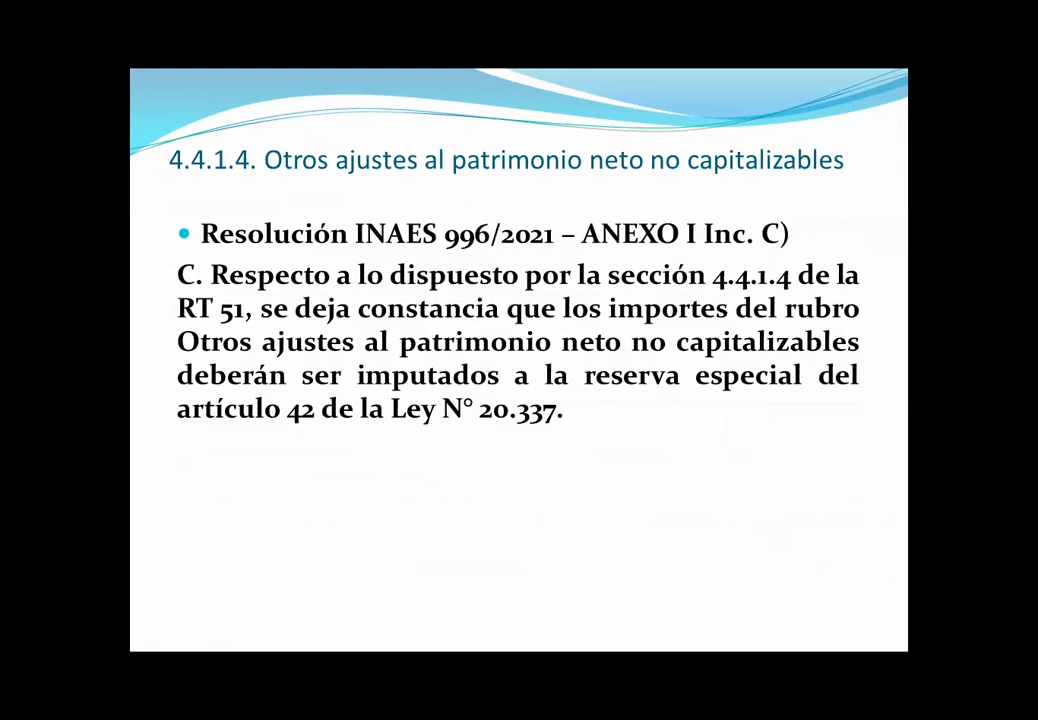 4.4.1.4. Otros ajustes al patrimonio neto no capitalizables
• Resolución INAES 996/2021 – ANEXO I Inc. C)
C. Respecto a lo dispuesto por la sección 4.4.1.4 de la
RT 51, se deja constancia que los importes del rubro
Otros ajustes al patrimonio neto no capitalizables
deberán ser imputados a la reserva especial del
artículo 42 de la Ley N° 20.337.